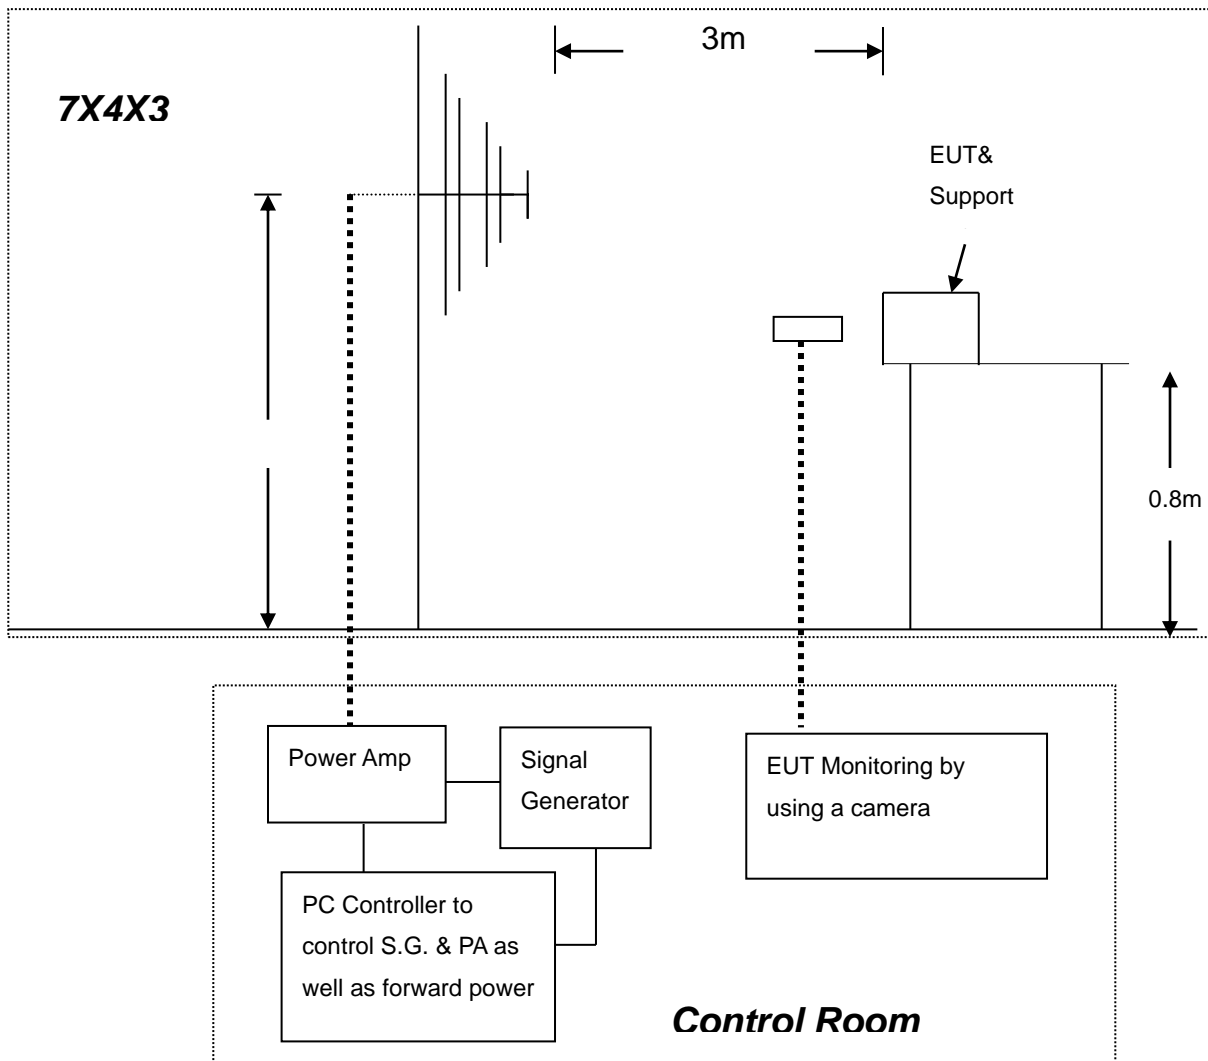 3m
7X4X3
EUT&
Support
0.8m
Power Amp
Signal
Generator
EUT Monitoring by
using a camera
PC Controller to
control S.G. & PA as
well as forward power
Control Room